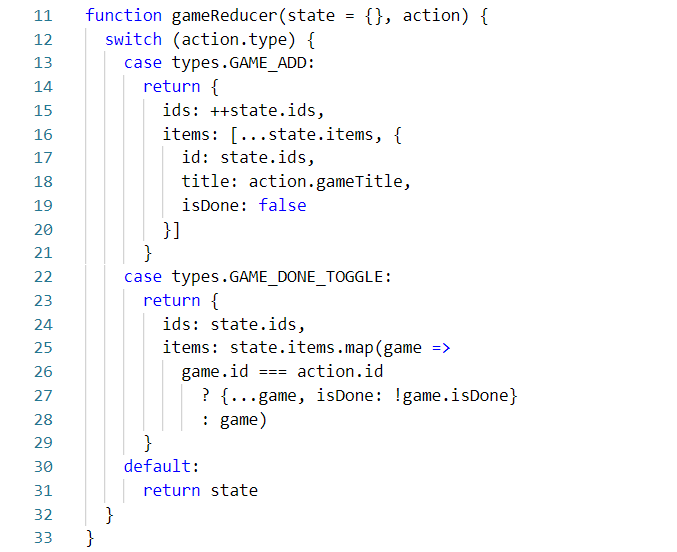 11 function gameReducer(state = {}, action) {
12   switch (action.type) {
13     case types.GAME_ADD:
14       return {
15         ids: ++state.ids,
16         items: [...state.items, {
17           id: state.ids,
18           title: action.gameTitle,
19           isDone: false
20         }]
21       }
22     case types.GAME_DONE_TOGGLE:
23       return {
24         ids: state.ids,
25         items: state.items.map(game =>
26           game.id === action.id
27             ? {...game, isDone: !game.isDone}
28             : game)
29       }
30     default:
31       return state
32   }
33 }